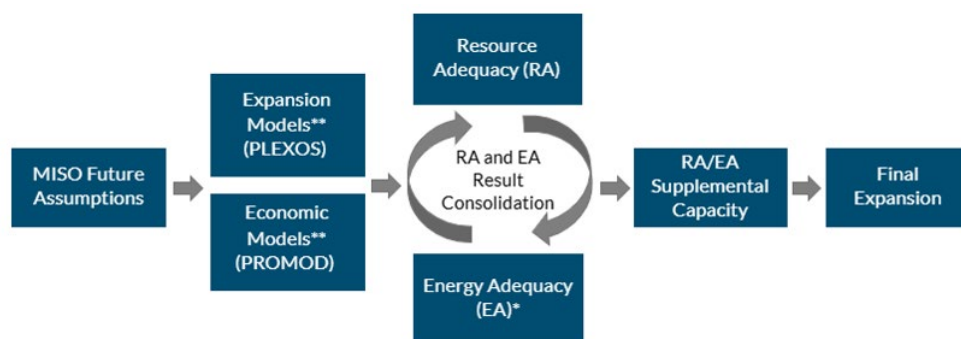 MISO Future
Assumptions
Expansion
Models**
(PLEXOS)
Economic
Models**
(PROMOD)
Resource
Adequacy (RA)
RA and EA
Result
Consolidation
Energy Adequacy
(EA)*
RA/EA
Supplemental
Capacity
Final
Expansion